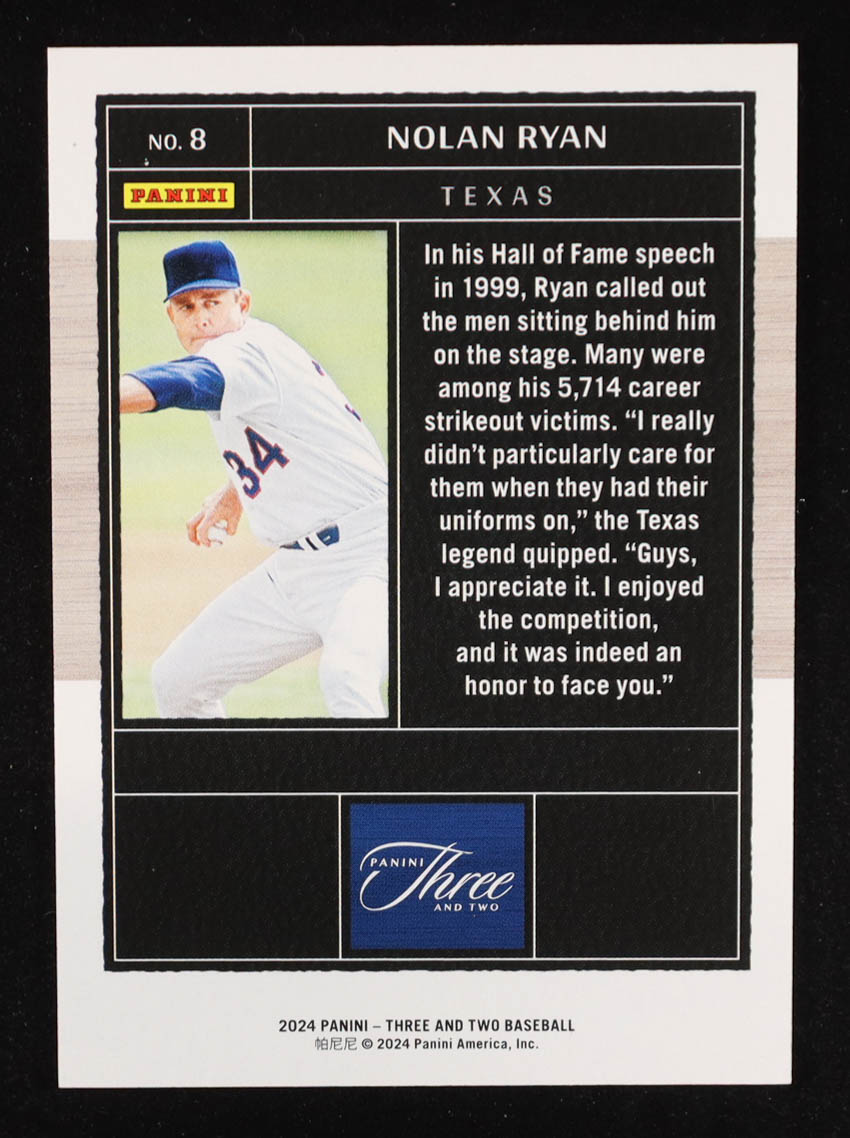 NO. 8
NOLAN RYAN
PANINI
TEXAS
34
In his Hall of Fame speech
in 1999, Ryan called out
the men sitting behind him
on the stage. Many were
among his 5,714 career
strikeout victims. “I really
didn’t particularly care for
them when they had their
uniforms on,” the Texas
legend quipped. “Guys,
I appreciate it. I enjoyed
the competition,
and it was indeed an
honor to face you.”
PANINI
Three
AND TWO
2024 PANINI – THREE AND TWO BASEBALL
帕尼尼 © 2024 Panini America, Inc.